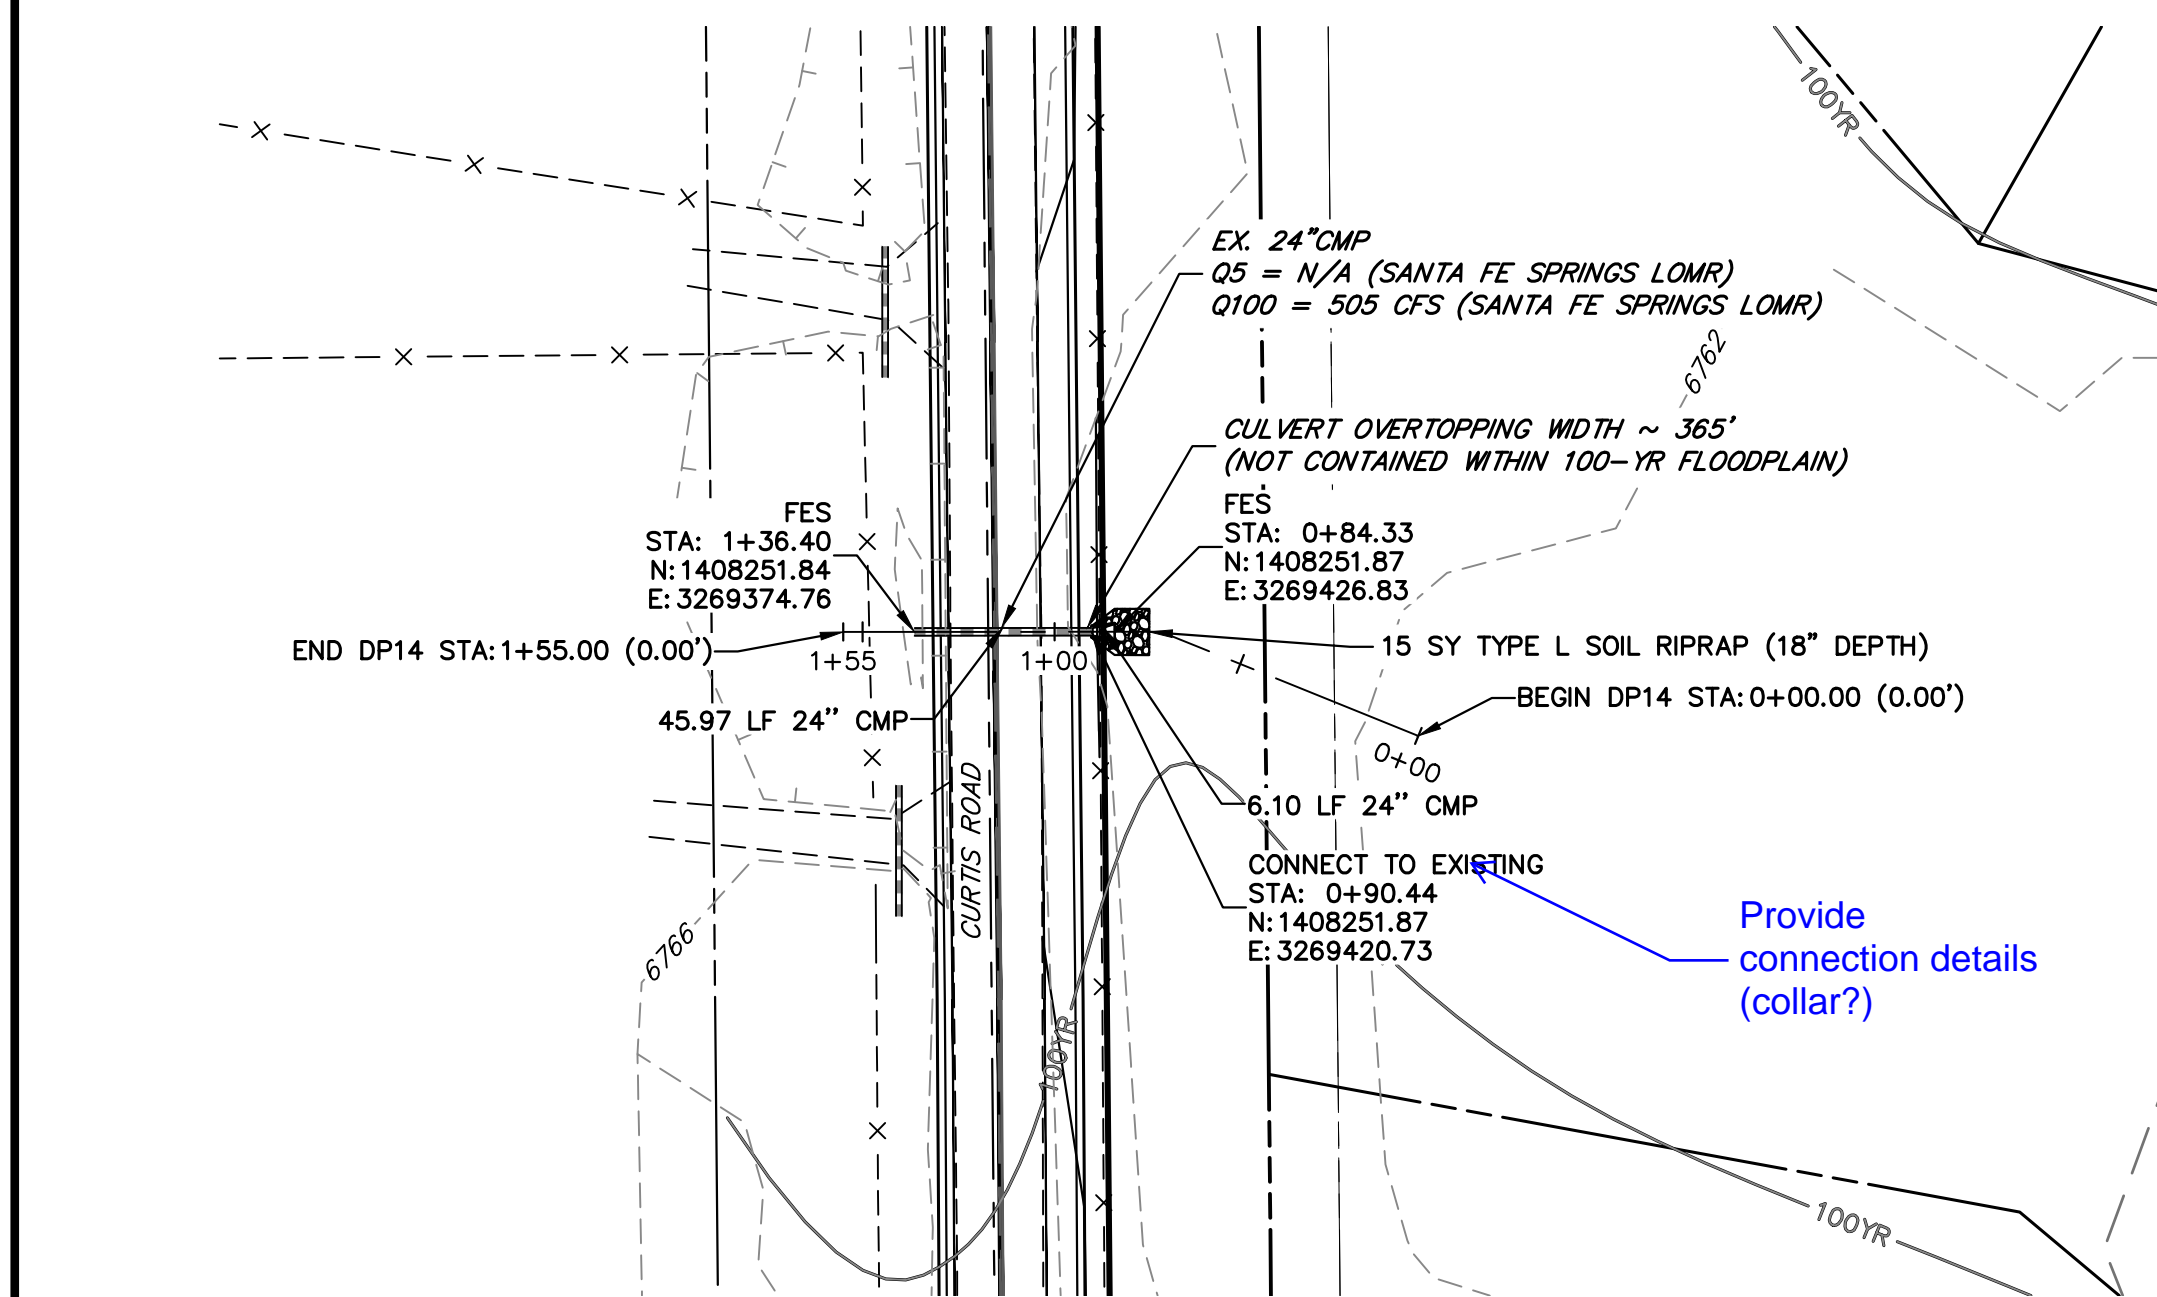 100YR
EX. 24"CMP
Q5 = N/A (SANTA FE SPRINGS LOMR)
Q100 = 505 CFS (SANTA FE SPRINGS LOMR)
6762
CULVERT OVERTOPPING WIDTH ~ 365'
(NOT CONTAINED WITHIN 100-YR FLOODPLAIN)
FES
STA: 1+36.40
N:1408251.84
E:3269374.76
FES
STA: 0+84.33
N:1408251.87
E:3269426.83
END DP14 STA:1+55.00 (0.00')
1+55
1+00
15 SY TYPE L SOIL RIPRAP (18" DEPTH)
BEGIN DP14 STA:0+00.00 (0.00')
0+00
45.97 LF 24" CMP
CURTIS ROAD
6.10 LF 24" CMP
CONNECT TO EXISTING
STA: 0+90.44
N:1408251.87
E:3269420.73
Provide
connection details
(collar?)
6766
100YR
100YR